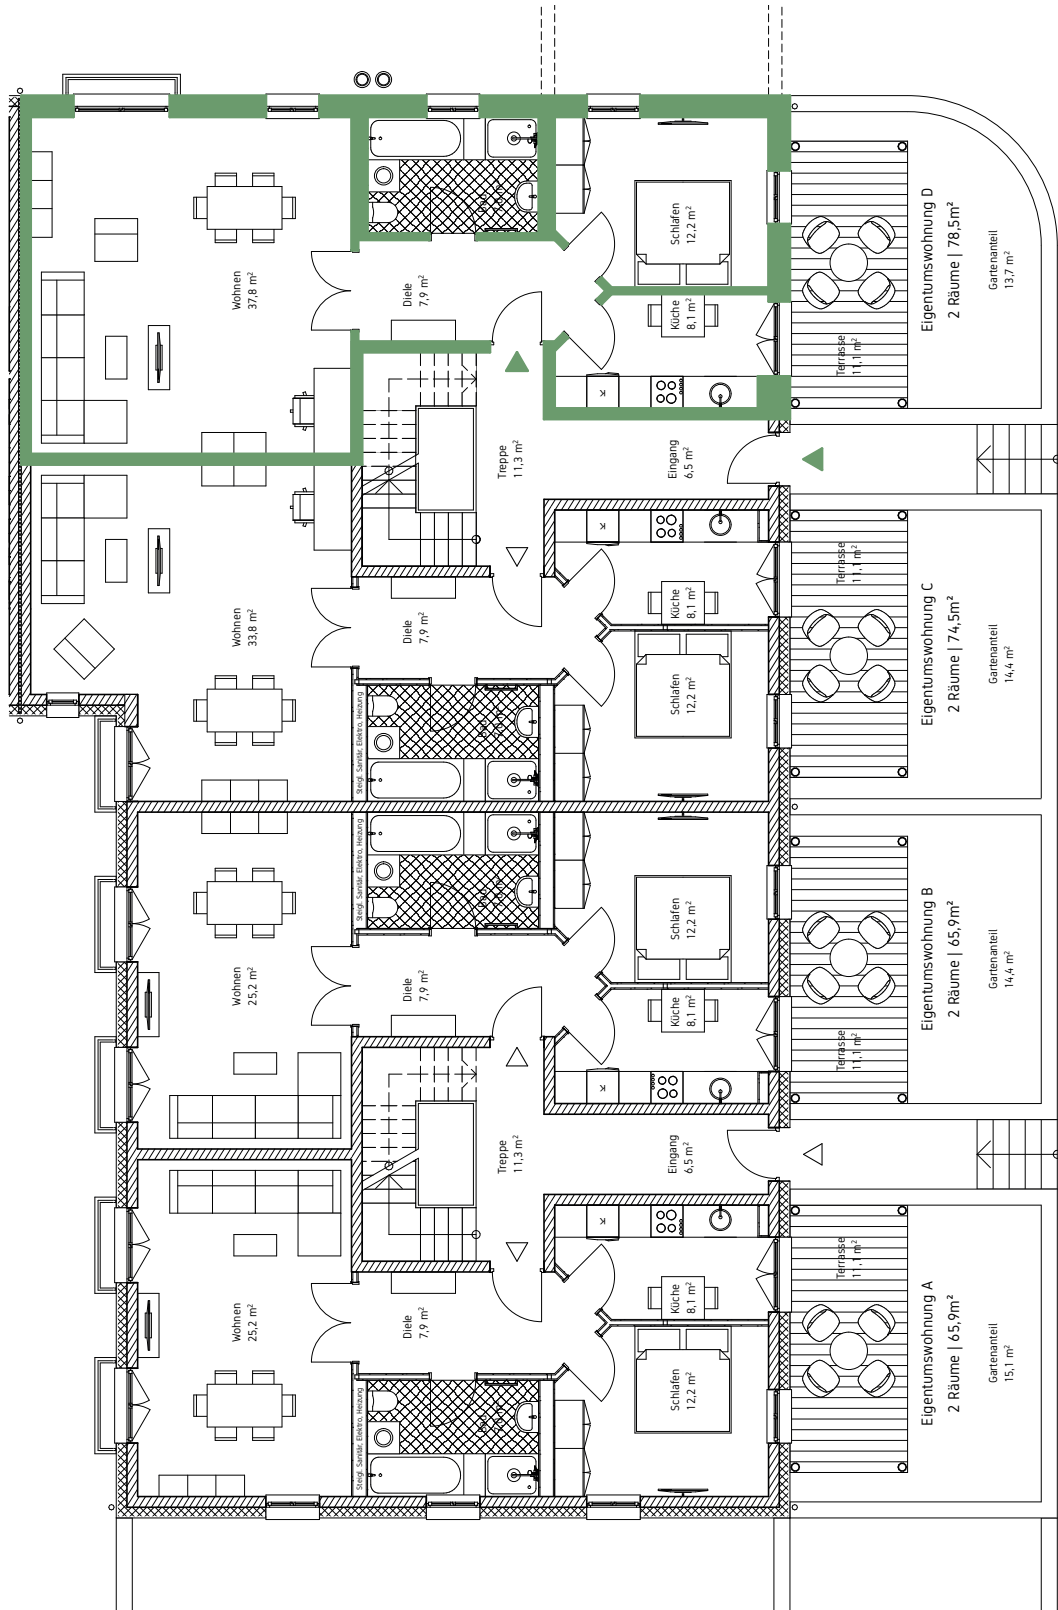 Wohnen
37,8 m²
Diele
7,9 m²
Schlafen
12,2 m²
Küche
8,1 m²
K
Terrasse
11,1 m²
Eigentumswohnung D
2 Räume | 78,5m²
Gartenanteil
13,7 m²
Treppe
11,3 m²
Eingang
6,5 m²
Wohnen
33,8 m²
Diele
7,9 m²
Steigl. Sanitär, Elektro, Heizung
K
Küche
8,1 m²
Schlafen
12,2 m²
Terrasse
11,1 m²
Eigentumswohnung C
2 Räume | 74,5m²
Gartenanteil
14,4 m²
Wohnen
25,2 m²
Steigl. Sanitär, Elektro, Heizung
Diele
7,9 m²
Schlafen
12,2 m²
Küche
8,1 m²
K
Terrasse
11,1 m²
Eigentumswohnung B
2 Räume | 65,9m²
Gartenanteil
14,4 m²
Treppe
11,3 m²
Eingang
6,5 m²
Wohnen
25,2 m²
Diele
7,9 m²
Steigl. Sanitär, Elektro, Heizung
K
Küche
8,1 m²
Schlafen
12,2 m²
Terrasse
11,1 m²
Eigentumswohnung A
2 Räume | 65,9m²
Gartenanteil
15,1 m²